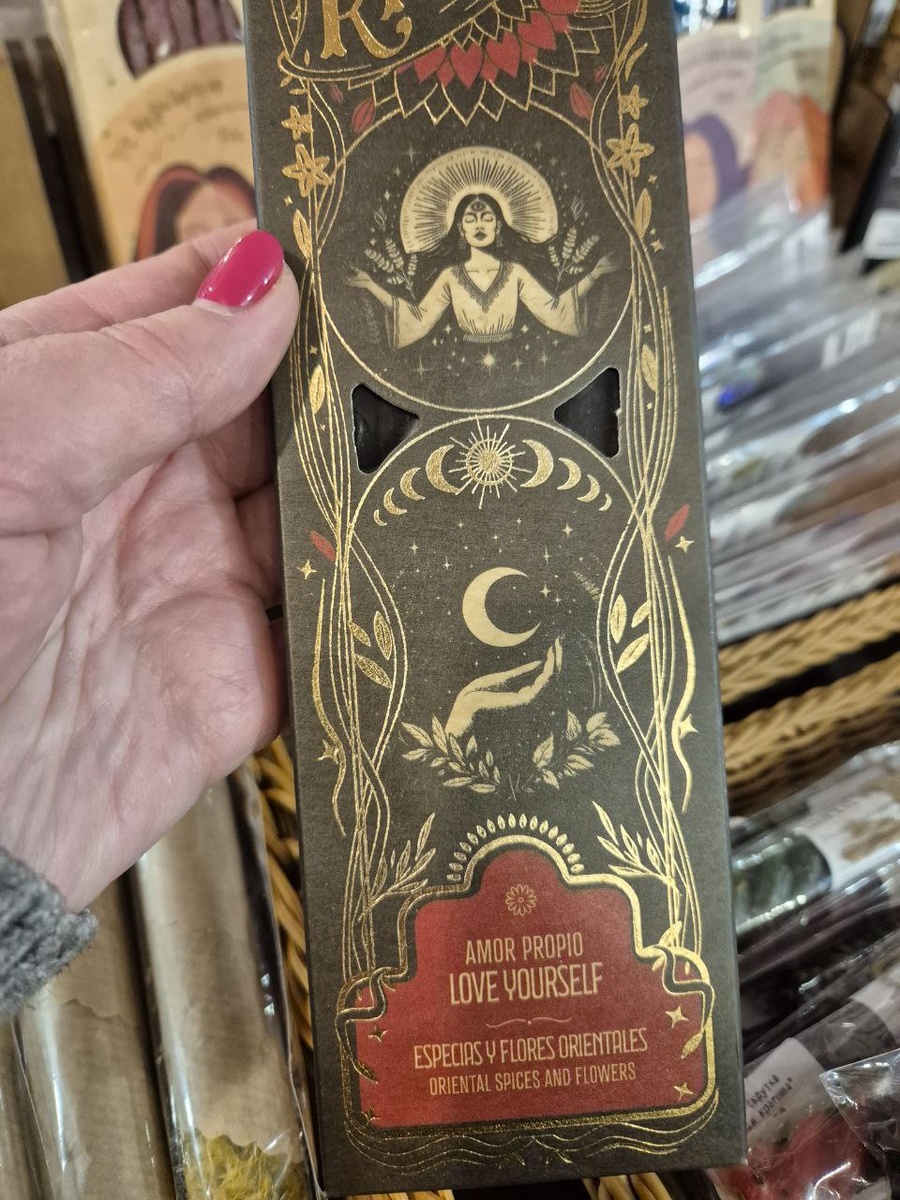 AMOR PROPIO
LOVE YOURSELF
ESPECIAS Y FLORES ORIENTALES
ORIENTAL SPICES AND FLOWERS